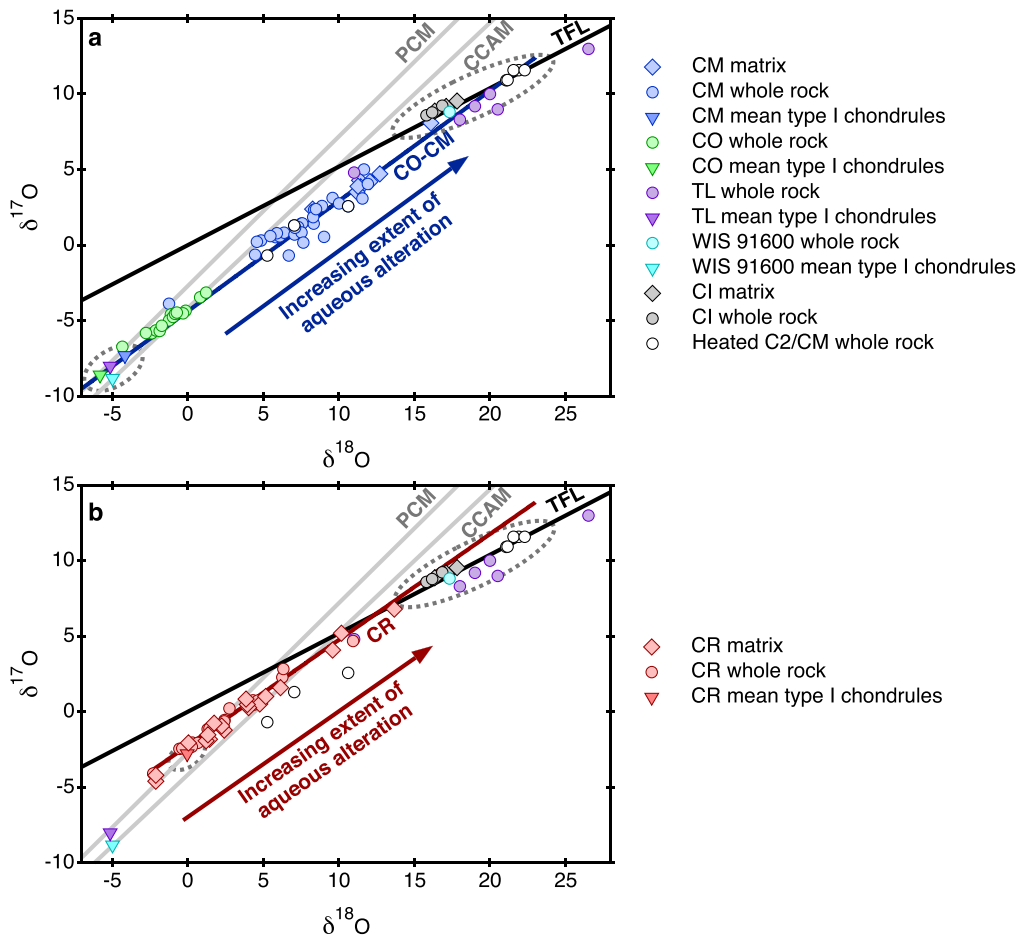 a
PCM
CCAM
TFL
CO-CM
Increasing extent of
aqueous alteration
15
10
5
0
-5
-10
δ17O
-5 0 5 10 15 20 25
δ18O
CM matrix
CM whole rock
CM mean type I chondrules
CO whole rock
CO mean type I chondrules
TL whole rock
TL mean type I chondrules
WIS 91600 whole rock
WIS 91600 mean type I chondrules
CI matrix
CI whole rock
Heated C2/CM whole rock
b
PCM
CCAM
TFL
CR
Increasing extent of
aqueous alteration
15
10
5
0
-5
-10
δ17O
-5 0 5 10 15 20 25
δ18O
CR matrix
CR whole rock
CR mean type I chondrules